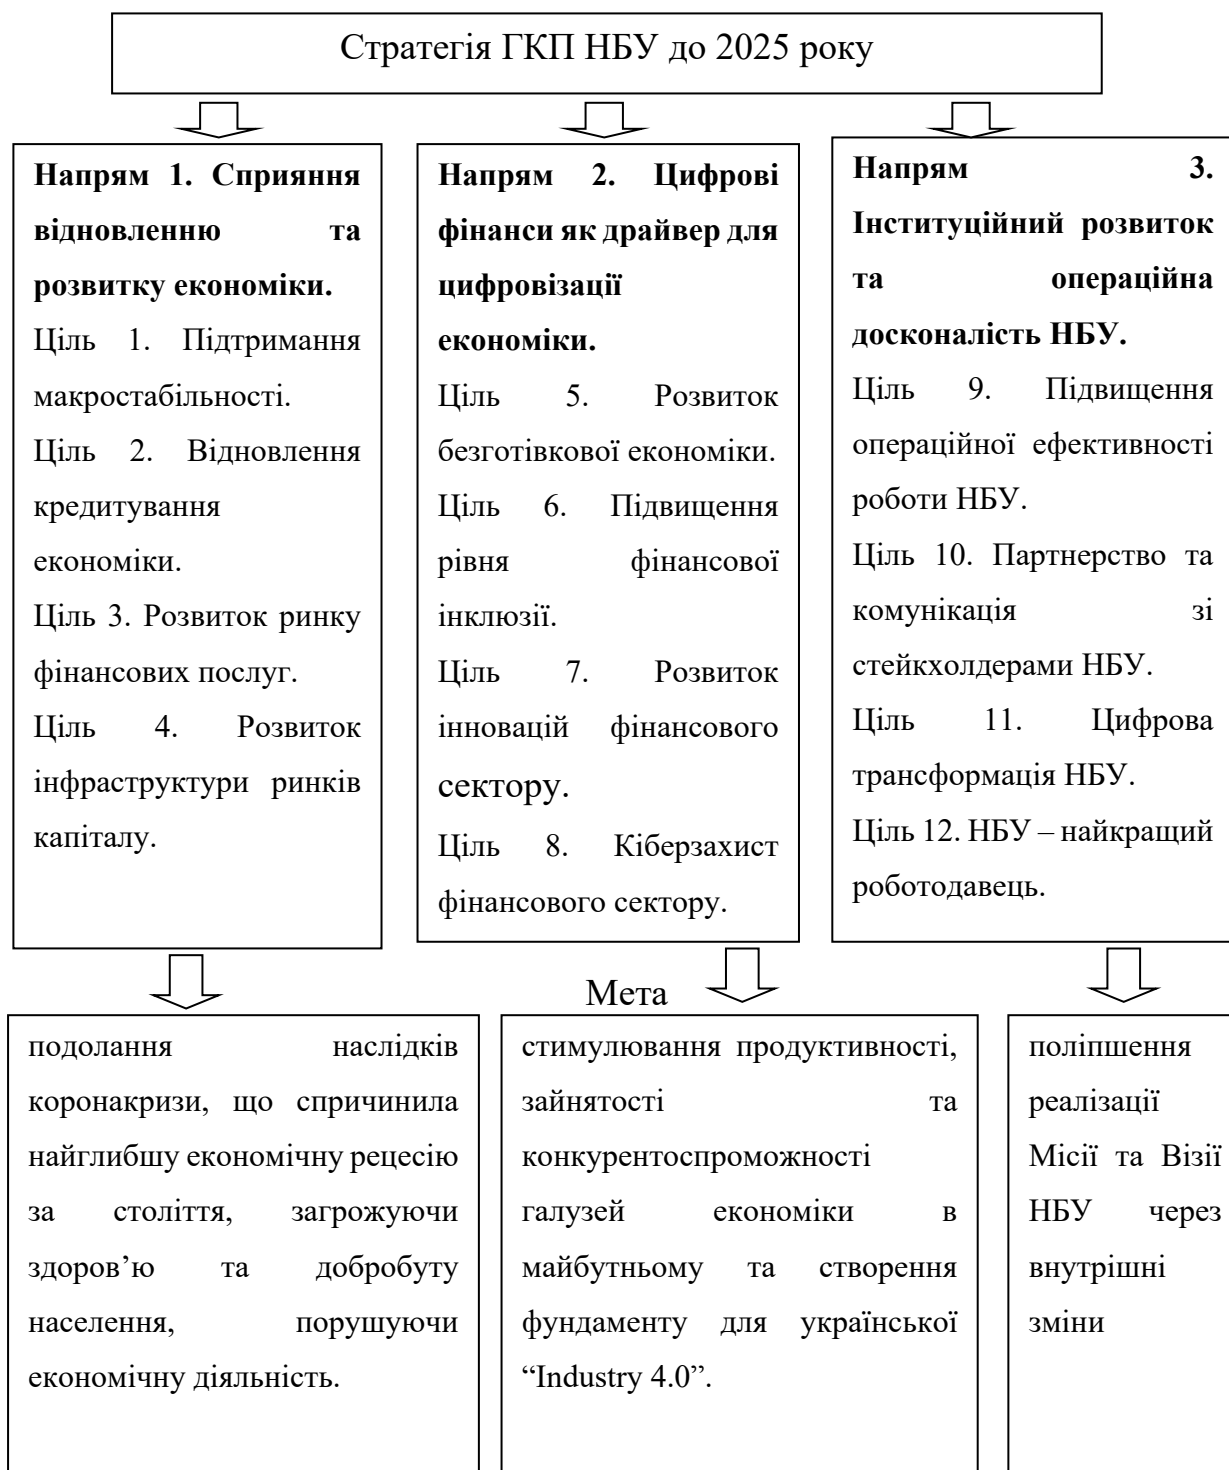 Стратегія ГКП НБУ до 2025 року
Напрям 1. Сприяння
відновленню та
розвитку економіки.
Ціль 1. Підтримання
макростабільності.
Ціль 2. Відновлення
кредитування
економіки.
Ціль 3. Розвиток ринку
фінансових послуг.
Ціль 4. Розвиток
інфраструктури ринків
капіталу.
Напрям 2. Цифрові
фінанси як драйвер для
цифровізації
економіки.
Ціль 5. Розвиток
безготівкової економіки.
Ціль 6. Підвищення
рівня фінансової
інклюзії.
Ціль 7. Розвиток
інновацій фінансового
сектору.
Ціль 8. Кіберзахист
фінансового сектору.
Напрям 3.
Інституційний розвиток
та операційна
досконалість НБУ.
Ціль 9. Підвищення
операційної ефективності
роботи НБУ.
Ціль 10. Партнерство та
комунікація зі
стейкхолдерами НБУ.
Ціль 11. Цифрова
трансформація НБУ.
Ціль 12. НБУ – найкращий
роботодавець.
Мета
подолання наслідків
коронакризи, що спричинила
найглибшу економічну рецесію
за століття, загрожуючи
здоров’ю та добробуту
населення, порушуючи
економічну діяльність.
стимулювання продуктивності,
зайнятості та
конкурентоспроможності
галузей економіки в
майбутньому та створення
фундаменту для української
“Industry 4.0”.
поліпшення
реалізації
Місії та Візії
НБУ через
внутрішні
зміни